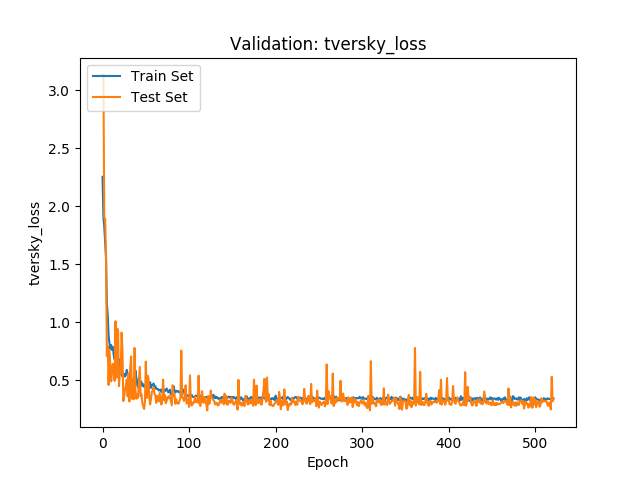 Validation: tversky_loss
Train Set
Test Set
3.0
2.5
2.0
1.5
1.0
0.5
tversky_loss
0 100 200 300 400 500
Epoch